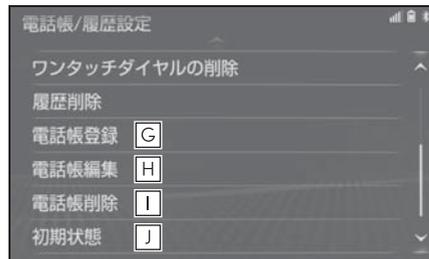 電話帳/履歴設定
ワンタッチダイヤルの削除
履歴削除
電話帳登録 G
電話帳編集 H
電話帳削除 I
初期状態 J